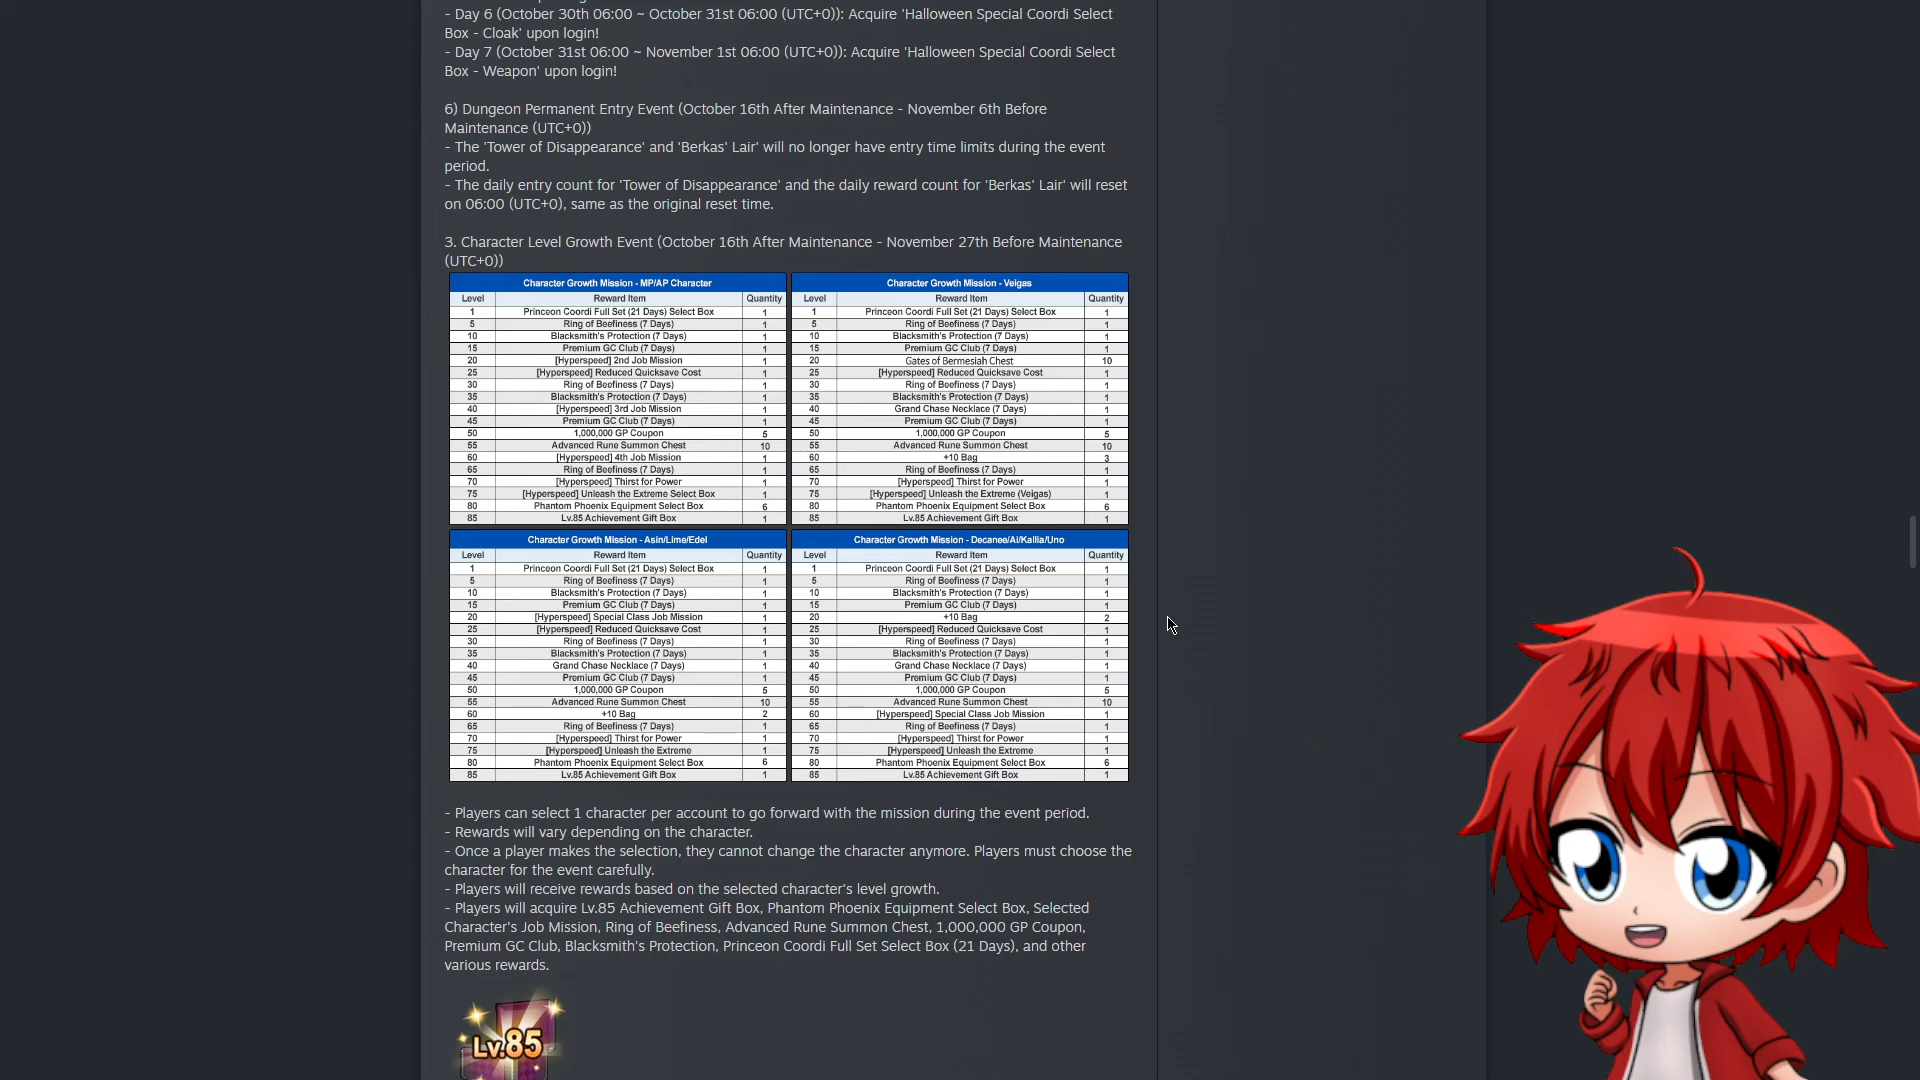 - Day 6 (October 30th 06:00 ~ October 31st 06:00 (UTC+0)): Acquire 'Halloween Special Coordi Select
Box - Cloak' upon login!
- Day 7 (October 31st 06:00 ~ November 1st 06:00 (UTC+0)): Acquire 'Halloween Special Coordi Select
Box - Weapon' upon login!
6) Dungeon Permanent Entry Event (October 16th After Maintenance - November 6th Before
Maintenance (UTC+0))
- The 'Tower of Disappearance' and 'Berkas' Lair' will no longer have entry time limits during the event
period.
- The daily entry count for 'Tower of Disappearance' and the daily reward count for 'Berkas' Lair' will reset
on 06:00 (UTC+0), same as the original reset time.
3. Character Level Growth Event (October 16th After Maintenance - November 27th Before Maintenance
(UTC+0))
Character Growth Mission - MP/AP Character
Level Reward Item Quantity
1 Princeon Coordi Full Set (21 Days) Select Box 1
5 Ring of Beefiness (7 Days) 1
10 Blacksmith's Protection (7 Days) 1
15 Premium GC Club (7 Days) 1
20 [Hyperspeed] 2nd Job Mission 1
25 [Hyperspeed] Reduced Quicksave Cost 1
30 Ring of Beefiness (7 Days) 1
35 Blacksmith's Protection (7 Days) 1
40 [Hyperspeed] 3rd Job Mission 1
45 Premium GC Club (7 Days) 1
50 1,000,000 GP Coupon 5
55 Advanced Rune Summon Chest 10
60 [Hyperspeed] 4th Job Mission 1
65 Ring of Beefiness (7 Days) 1
70 [Hyperspeed] Thirst for Power 1
75 [Hyperspeed] Unleash the Extreme Select Box 1
80 Phantom Phoenix Equipment Select Box 6
85 Lv.85 Achievement Gift Box 1
Character Growth Mission - Veigas
Level Reward Item Quantity
1 Princeon Coordi Full Set (21 Days) Select Box 1
5 Ring of Beefiness (7 Days) 1
10 Blacksmith's Protection (7 Days) 1
15 Premium GC Club (7 Days) 1
20 Gates of Bermesiah Chest 10
25 [Hyperspeed] Reduced Quicksave Cost 1
30 Ring of Beefiness (7 Days) 1
35 Blacksmith's Protection (7 Days) 1
40 Grand Chase Necklace (7 Days) 1
45 Premium GC Club (7 Days) 1
50 1,000,000 GP Coupon 5
55 Advanced Rune Summon Chest 10
60 +10 Bag 3
65 Ring of Beefiness (7 Days) 1
70 [Hyperspeed] Thirst for Power 1
75 [Hyperspeed] Unleash the Extreme (Veigas) 1
80 Phantom Phoenix Equipment Select Box 6
85 Lv.85 Achievement Gift Box 1
Character Growth Mission - Asin/Lime/Edel
Level Reward Item Quantity
1 Princeon Coordi Full Set (21 Days) Select Box 1
5 Ring of Beefiness (7 Days) 1
10 Blacksmith's Protection (7 Days) 1
15 Premium GC Club (7 Days) 1
20 [Hyperspeed] Special Class Job Mission 1
25 [Hyperspeed] Reduced Quicksave Cost 1
30 Ring of Beefiness (7 Days) 1
35 Blacksmith's Protection (7 Days) 1
40 Grand Chase Necklace (7 Days) 1
45 Premium GC Club (7 Days) 1
50 1,000,000 GP Coupon 5
55 Advanced Rune Summon Chest 10
60 +10 Bag 2
65 Ring of Beefiness (7 Days) 1
70 [Hyperspeed] Thirst for Power 1
75 [Hyperspeed] Unleash the Extreme 1
80 Phantom Phoenix Equipment Select Box 6
85 Lv.85 Achievement Gift Box 1
Character Growth Mission - Decanee/Ai/Kallia/Uno
Level Reward Item Quantity
1 Princeon Coordi Full Set (21 Days) Select Box 1
5 Ring of Beefiness (7 Days) 1
10 Blacksmith's Protection (7 Days) 1
15 Premium GC Club (7 Days) 1
20 +10 Bag 2
25 [Hyperspeed] Reduced Quicksave Cost 1
30 Ring of Beefiness (7 Days) 1
35 Blacksmith's Protection (7 Days) 1
40 Grand Chase Necklace (7 Days) 1
45 Premium GC Club (7 Days) 1
50 1,000,000 GP Coupon 5
55 Advanced Rune Summon Chest 10
60 [Hyperspeed] Special Class Job Mission 1
65 Ring of Beefiness (7 Days) 1
70 [Hyperspeed] Thirst for Power 1
75 [Hyperspeed] Unleash the Extreme 1
80 Phantom Phoenix Equipment Select Box 6
85 Lv.85 Achievement Gift Box 1
- Players can select 1 character per account to go forward with the mission during the event period.
- Rewards will vary depending on the character.
- Once a player makes the selection, they cannot change the character anymore. Players must choose the
character for the event carefully.
- Players will receive rewards based on the selected character's level growth.
- Players will acquire Lv.85 Achievement Gift Box, Phantom Phoenix Equipment Select Box, Selected
Character's Job Mission, Ring of Beefiness, Advanced Rune Summon Chest, 1,000,000 GP Coupon,
Premium GC Club, Blacksmith's Protection, Princeon Coordi Full Set Select Box (21 Days), and other
various rewards.
Lv.85